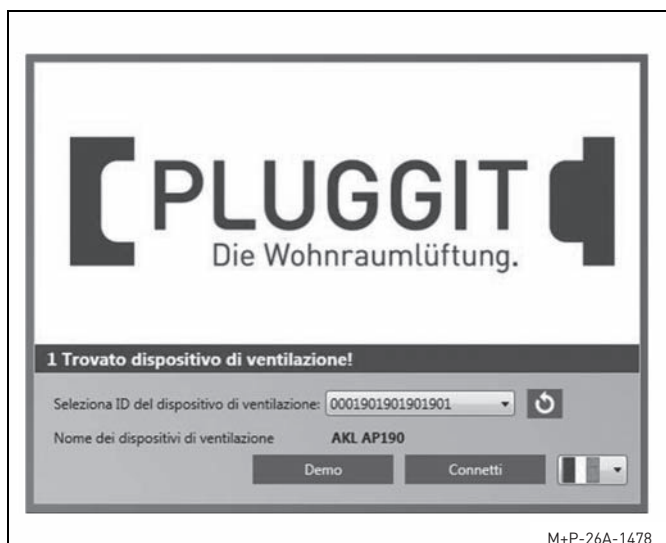 PLUGGIT
Die Wohnraumlüftung.
1 Trovato dispositivo di ventilazione!
Seleziona ID del dispositivo di ventilazione: 0001901901901901
Nome dei dispositivi di ventilazione AKL AP190
Demo Connetti
M+P-26A-1478